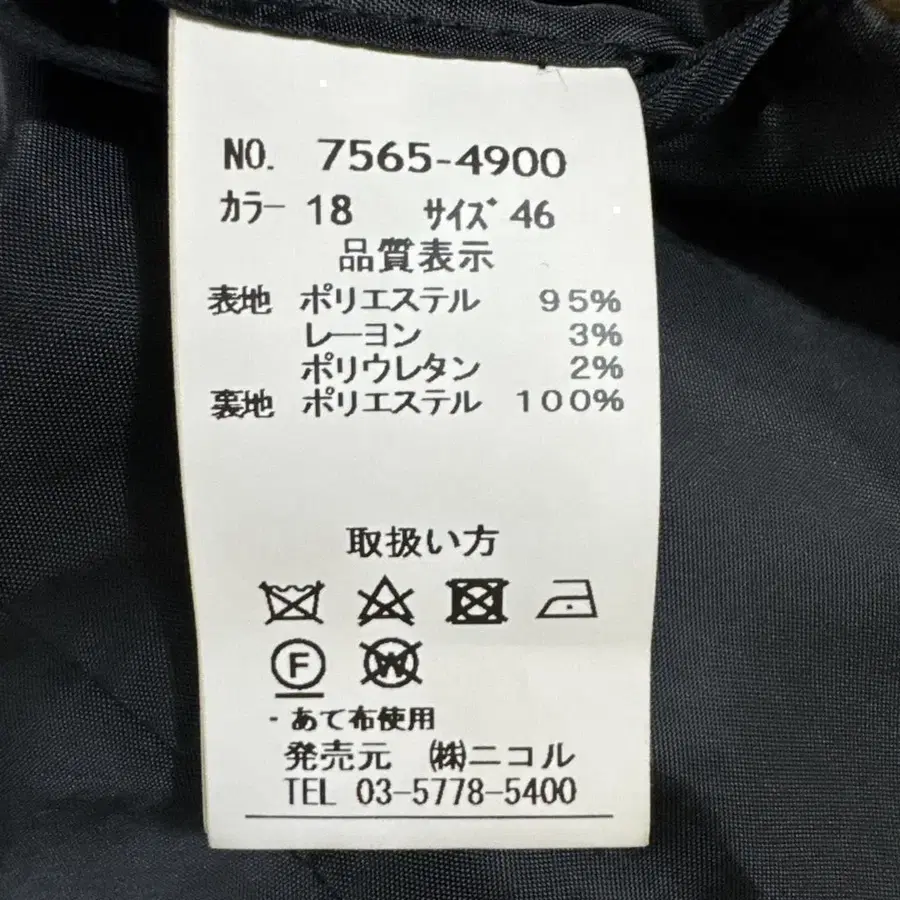 NO. 7565-4900
カラー 18 サイズ 46
品質表示
表地 ポリエステル 95%
レーヨン 3%
ポリウレタン 2%
裏地 ポリエステル 100%
取扱い方
F W
・あて布使用
発売元 ㈱ニコル
TEL 03-5778-5400